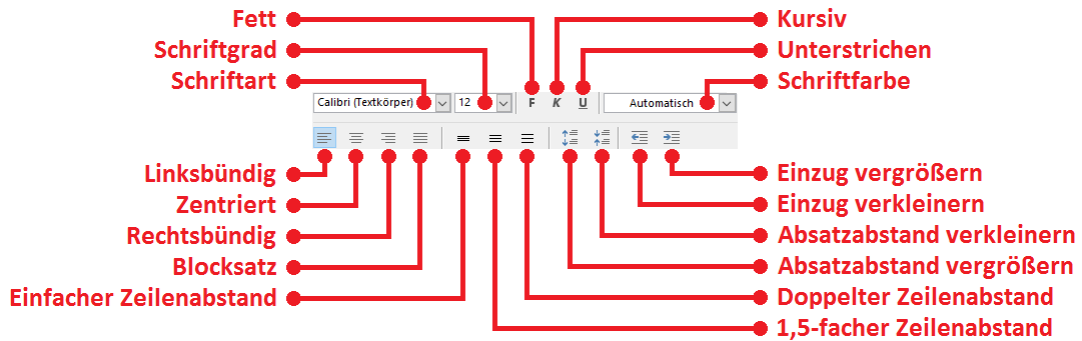 Fett Kursiv
Schriftgrad Unterstrichen
Schriftart Schriftfarbe
Calibri (Textkörper) 12 F K U Automatisch
Linksbündig Einzug vergrößern
Zentriert Einzug verkleinern
Rechtsbündig Absatzabstand verkleinern
Blocksatz Absatzabstand vergrößern
Einfacher Zeilenabstand Doppelter Zeilenabstand
1,5-facher Zeilenabstand